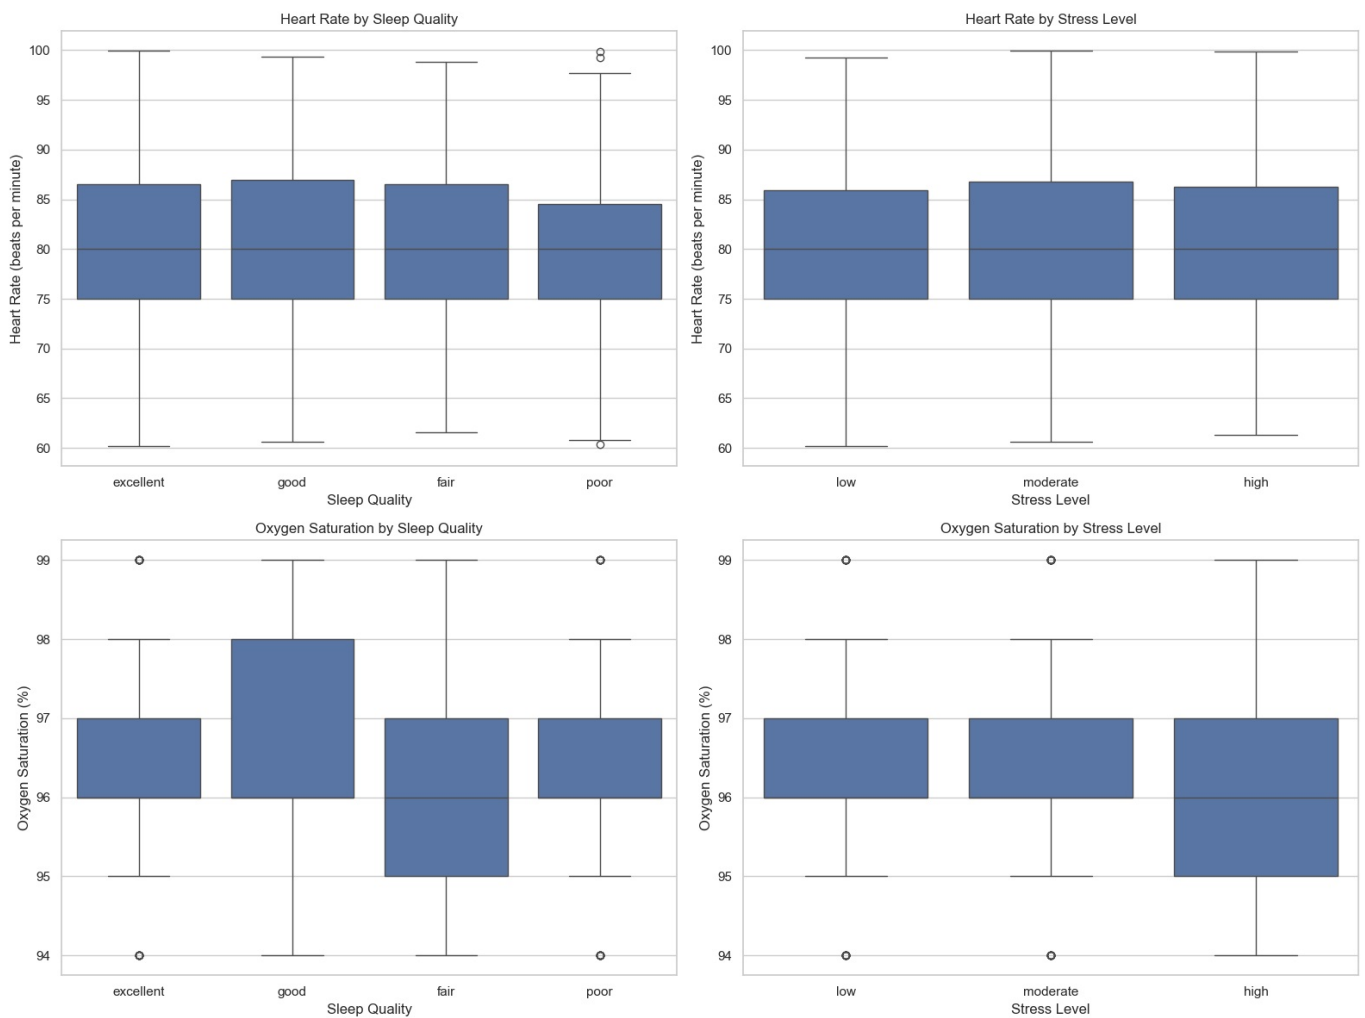 Heart Rate by Sleep Quality
Heart Rate (beats per minute)
100
95
90
85
80
75
70
65
60
excellent good fair poor
Sleep Quality
Heart Rate by Stress Level
Heart Rate (beats per minute)
100
95
90
85
80
75
70
65
60
low moderate high
Stress Level
Oxygen Saturation by Sleep Quality
Oxygen Saturation (%)
99
98
97
96
95
94
excellent good fair poor
Sleep Quality
Oxygen Saturation by Stress Level
Oxygen Saturation (%)
99
98
97
96
95
94
low moderate high
Stress Level